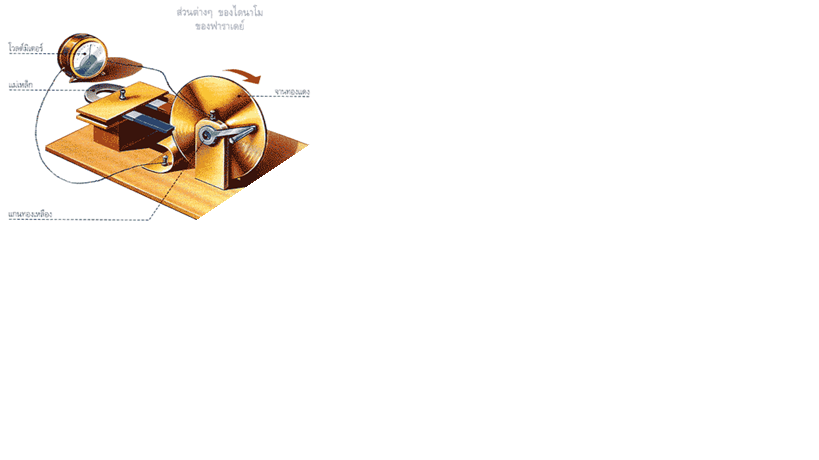 ส่วนต่างๆ ของไดนาโม
ของฟาราเดย์
โวลต์มิเตอร์
แม่เหล็ก
จานทองแดง
แกนทองเหลือง